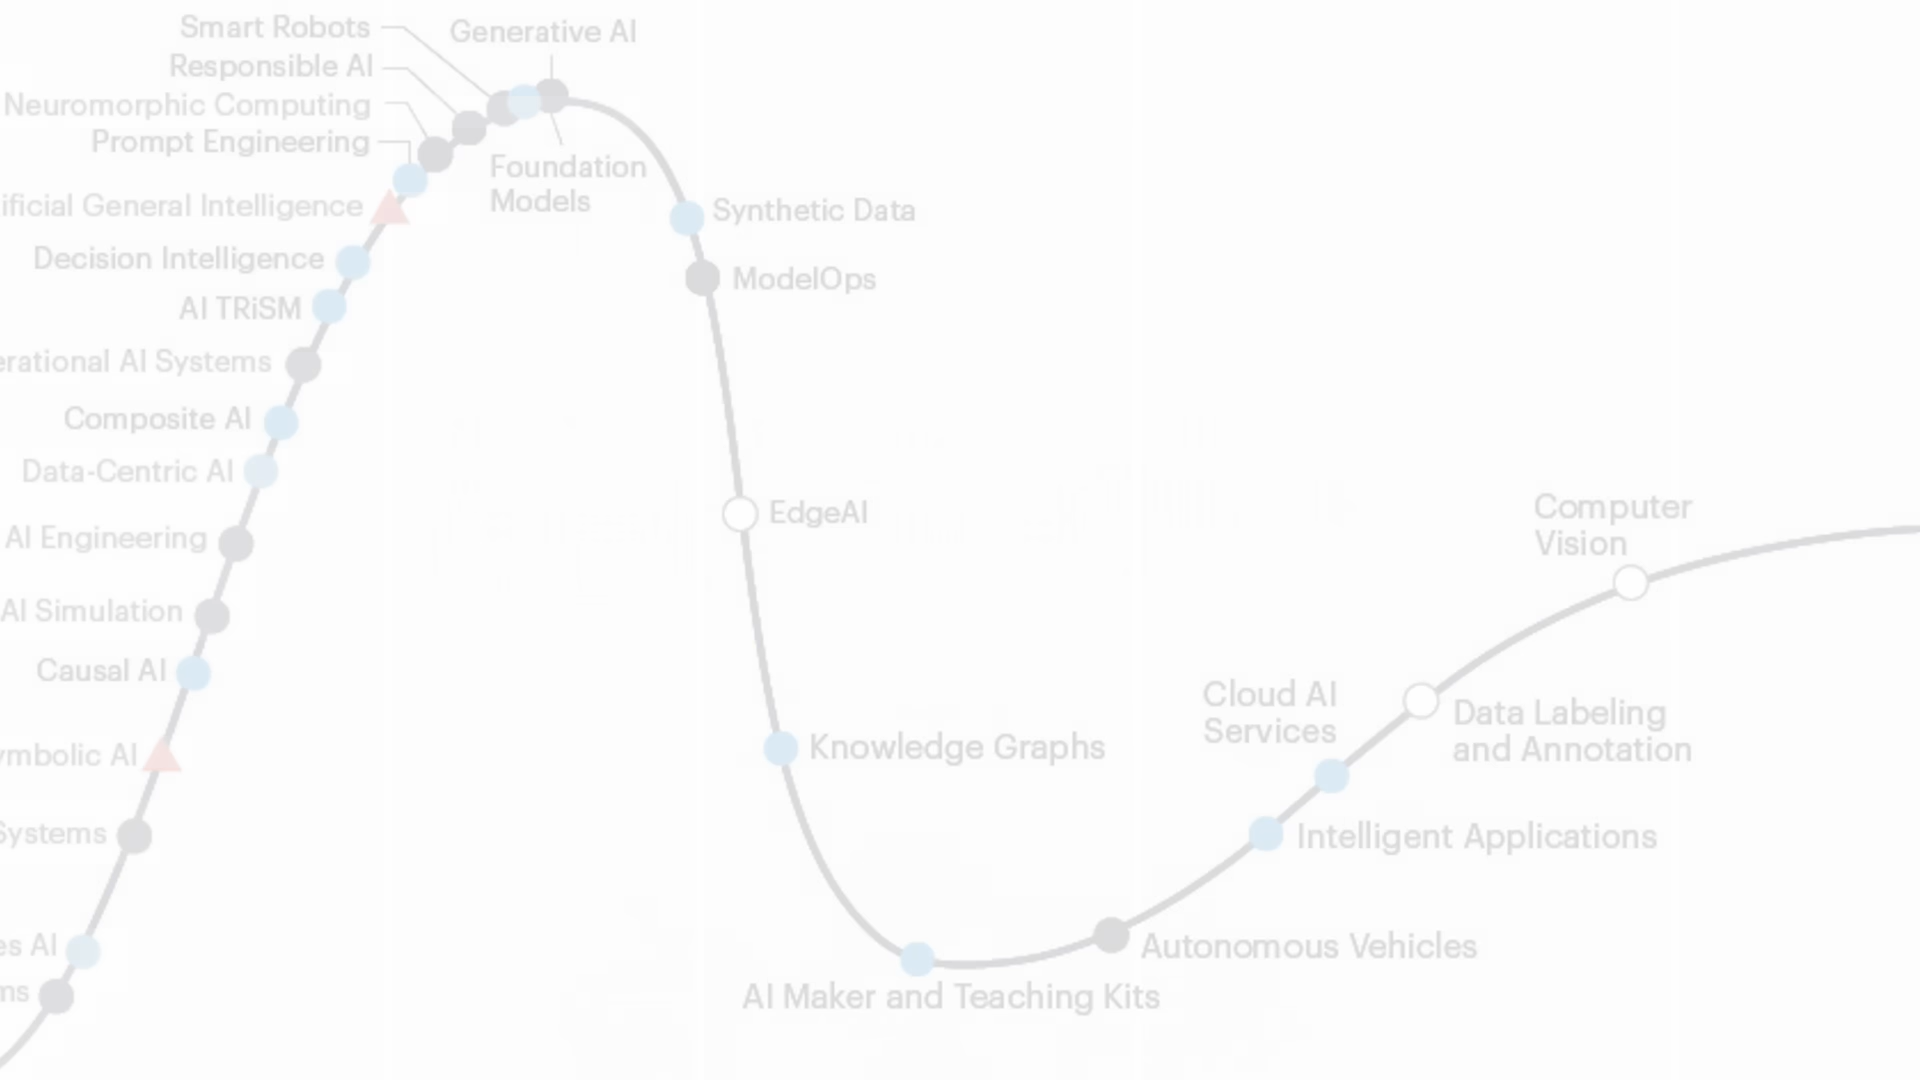 Smart Robots
Generative AI
Responsible AI
Neuromorphic Computing
Prompt Engineering
Foundation
Models
ificial General Intelligence
Synthetic Data
Decision Intelligence
ModelOps
AI TRiSM
erational AI Systems
Composite AI
Data-Centric AI
EdgeAI
Computer
Vision
AI Engineering
AI Simulation
Causal AI
Cloud AI
Services
Data Labeling
and Annotation
ymbolic AI
Knowledge Graphs
Systems
Intelligent Applications
es AI
Autonomous Vehicles
ns
AI Maker and Teaching Kits